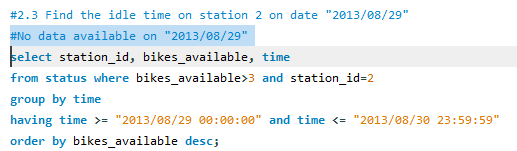 #2.3 Find the idle time on station 2 on date "2013/08/29"
#No data available on "2013/08/29"
select station_id, bikes_available, time
from status where bikes_available>3 and station_id=2
group by time
having time >= "2013/08/29 00:00:00" and time <= "2013/08/30 23:59:59"
order by bikes_available desc;